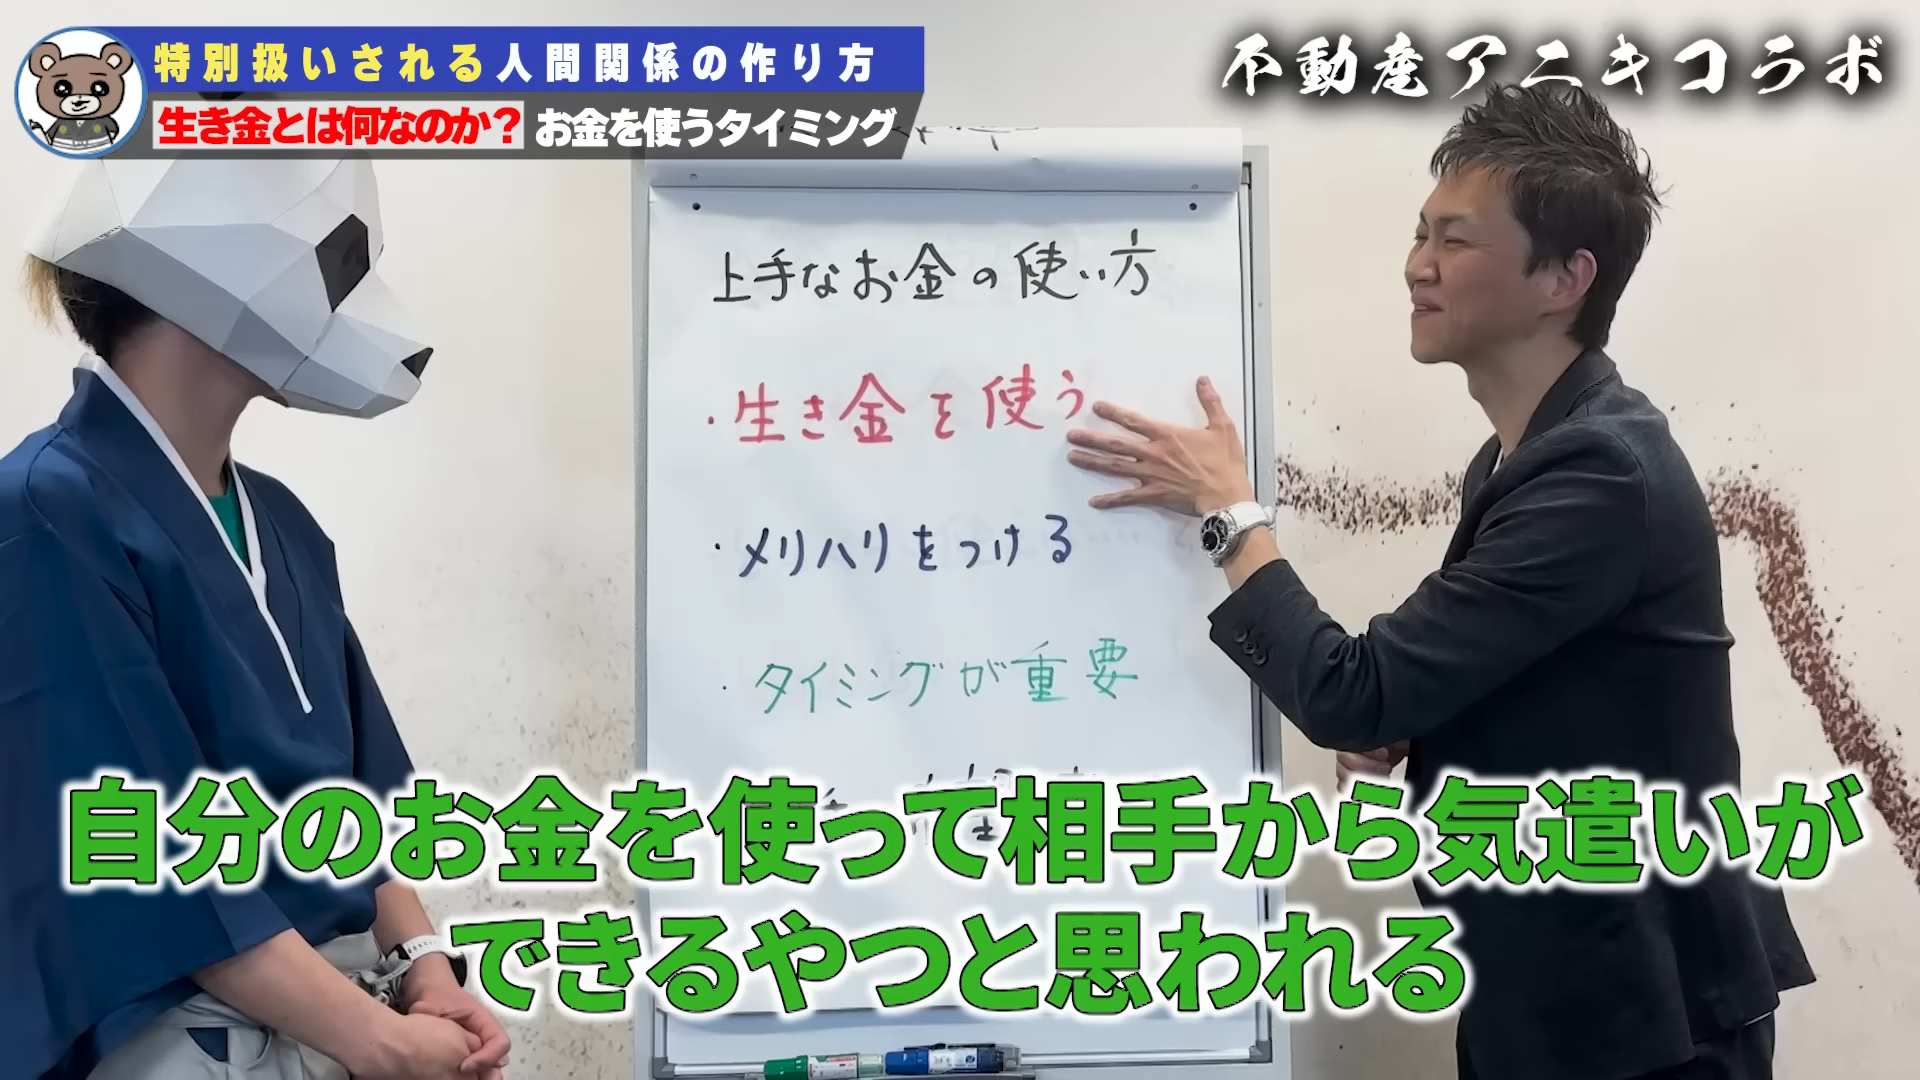 特別扱いされる人間関係の作り方
生き金とは何なのか？ お金を使うタイミング
不動産アニキコラボ
上手なお金の使い方
・生き金を使う
・メリハリをつける
・タイミングが重要
自分のお金を使って相手から気遣いが
できるやつと思われる